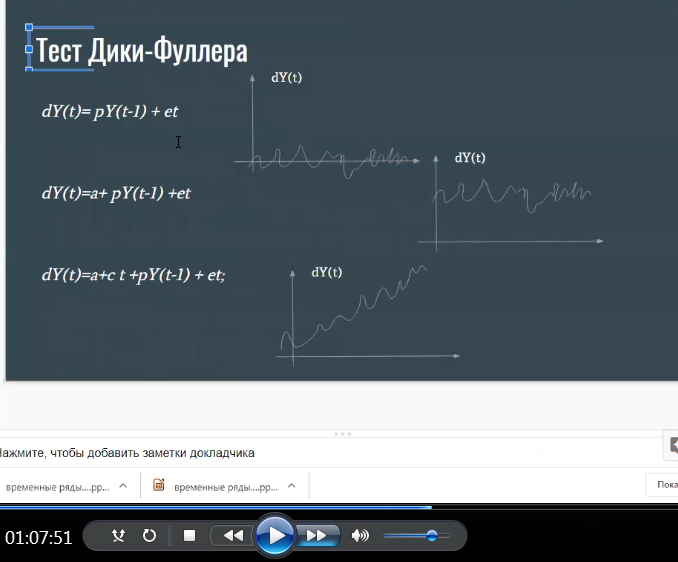 Тест Дики-Фуллера
dY(t)
dY(t)= pY(t-1) + et
dY(t)
dY(t)=a+ pY(t-1) +et
dY(t)=a+c t +pY(t-1) + et;
dY(t)
Нажмите, чтобы добавить заметки докладчика
временные ряды....pp...
временные ряды....pp...
Пока
01:07:51